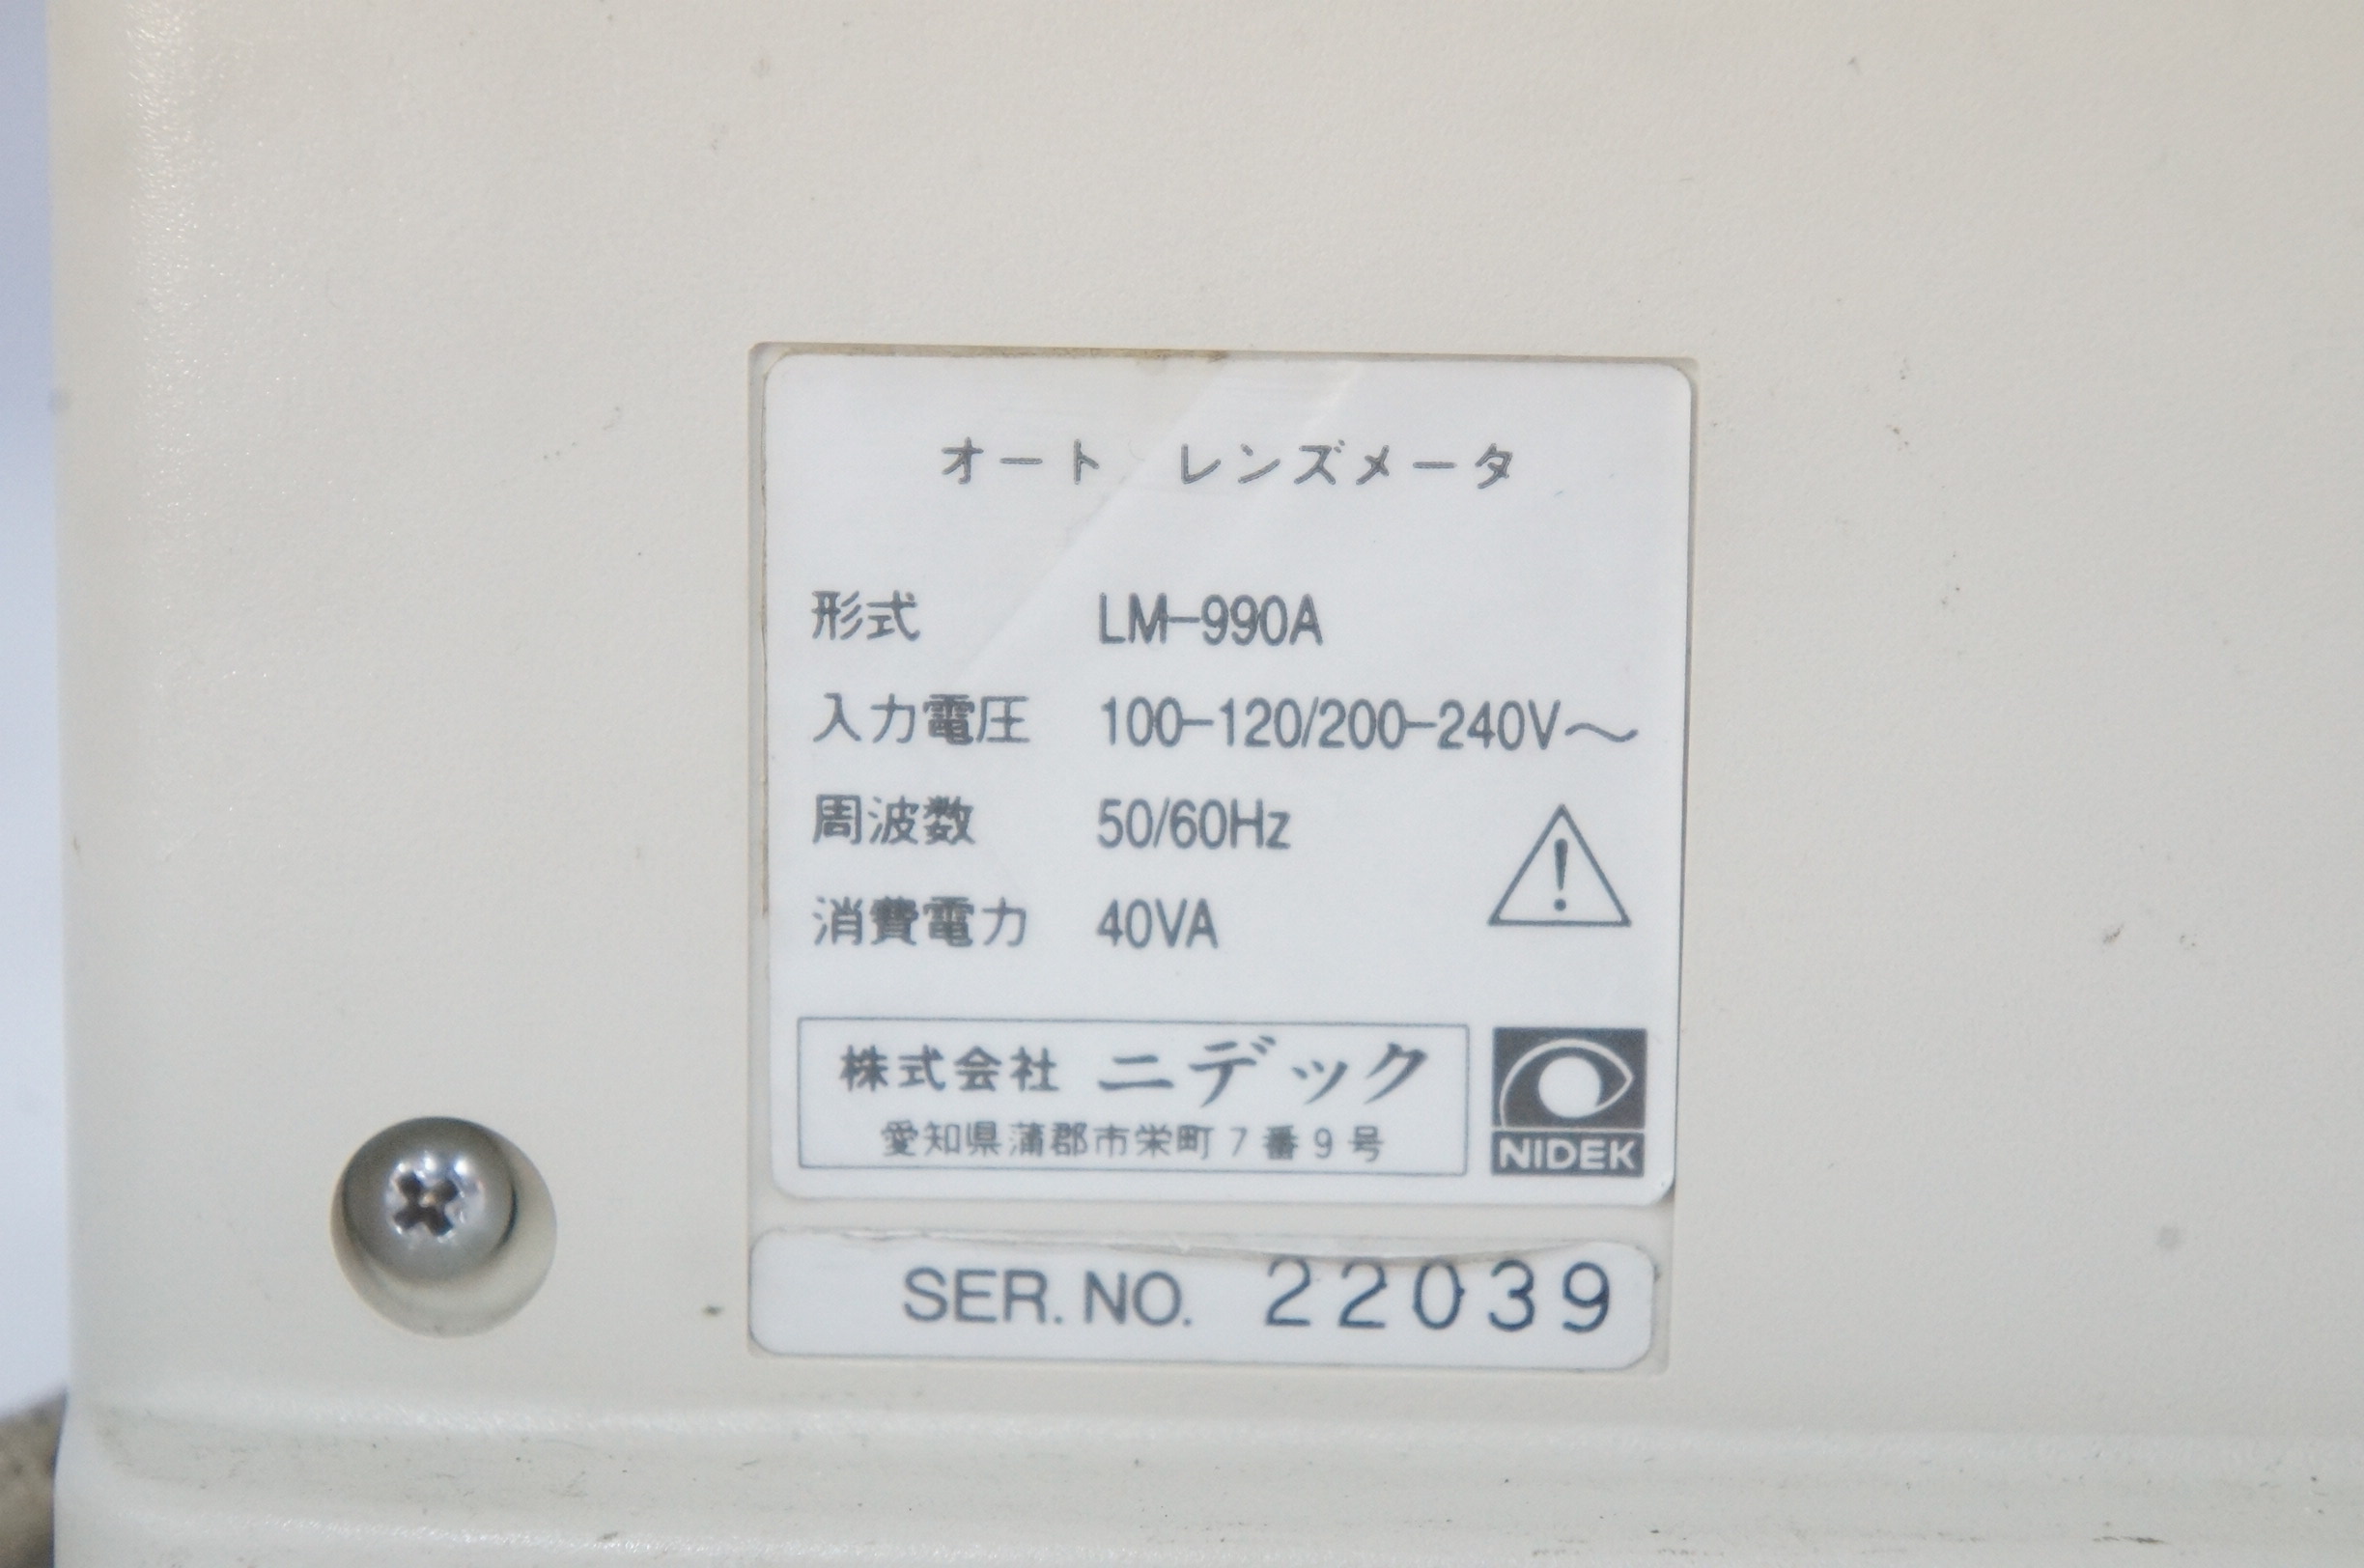 オート レンズメータ
形式 LM-990A
入力電圧 100-120/200-240V～
周波数 50/60Hz
消費電力 40VA
!
株式会社 ニデック
愛知県蒲郡市栄町7番9号
NIDEK
SER. NO. 22039